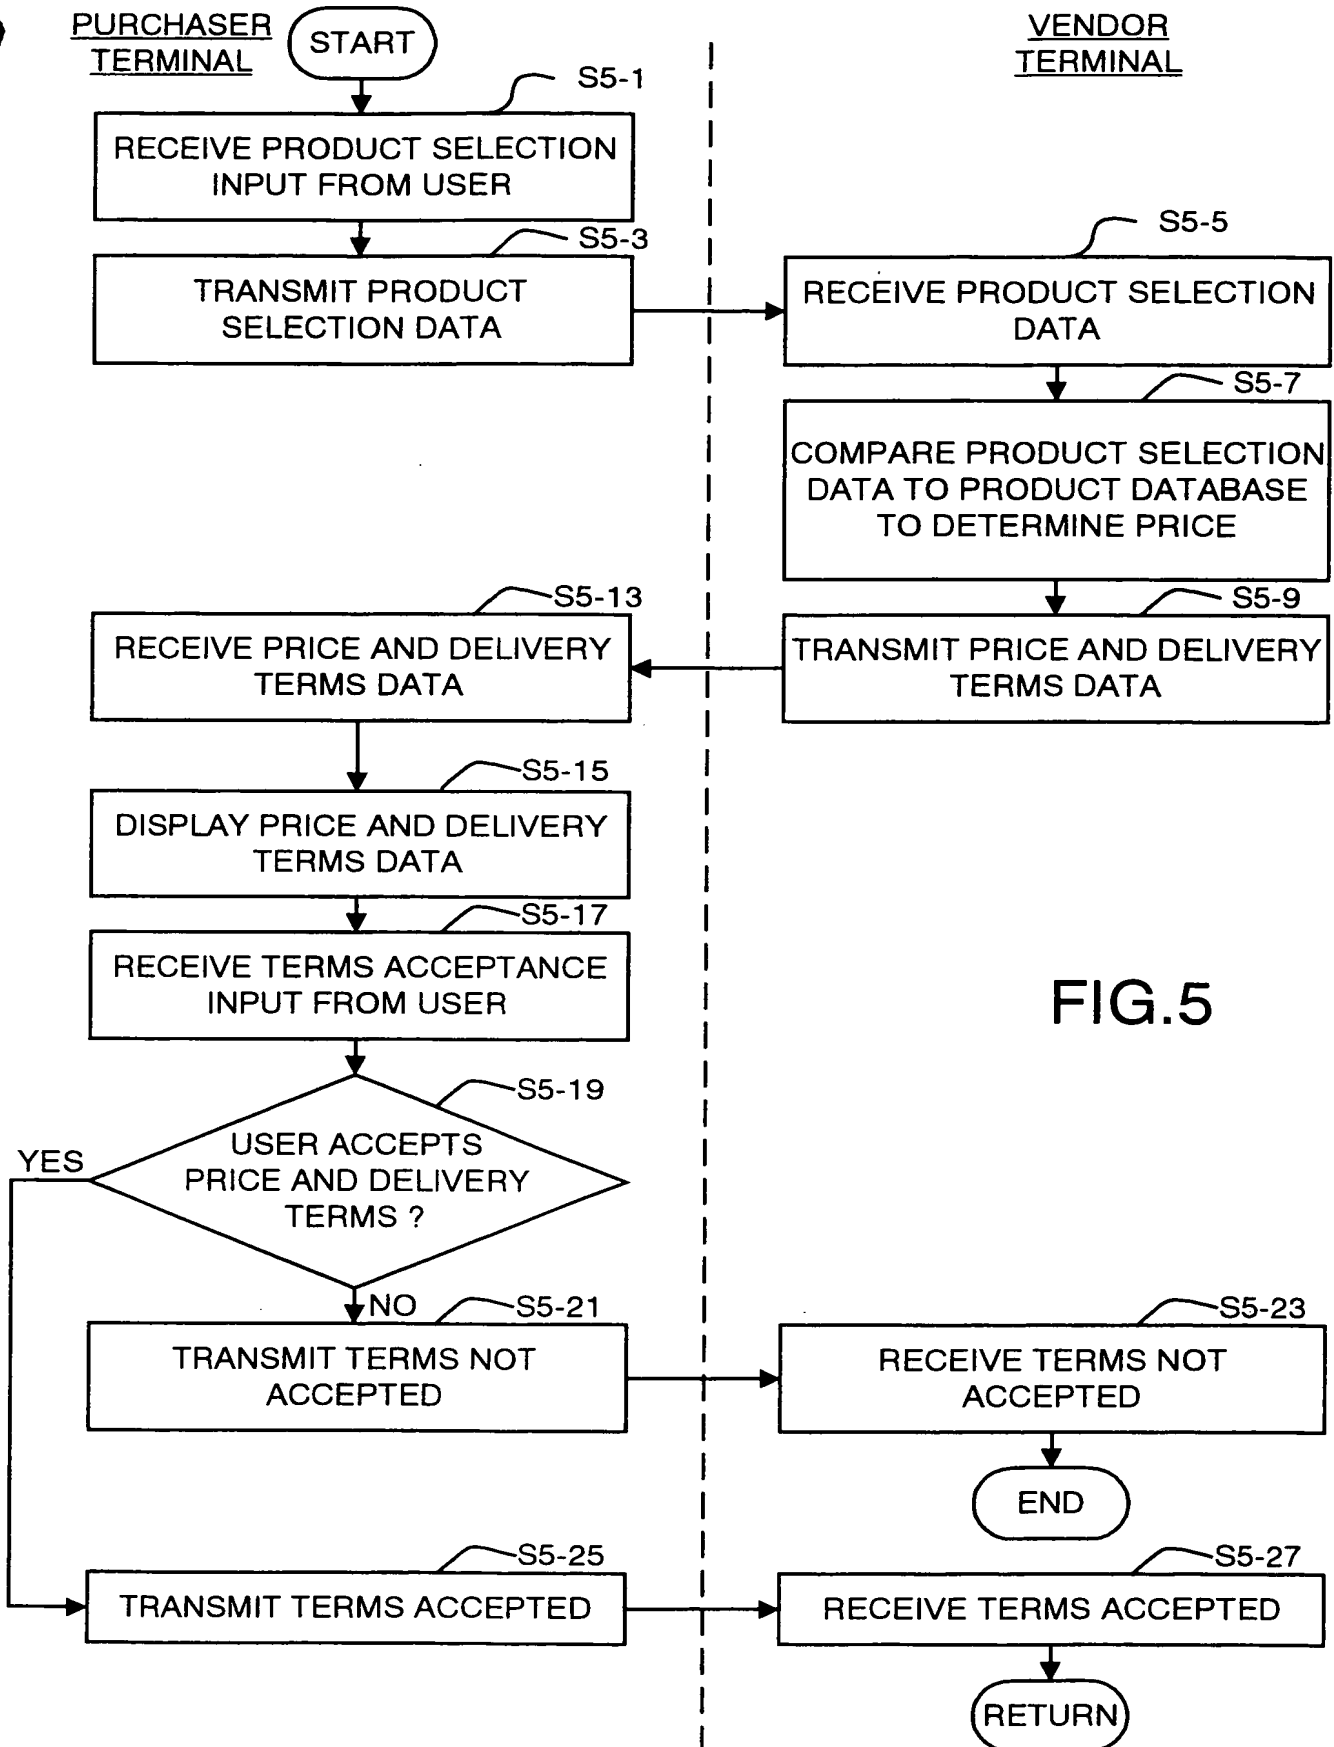 PURCHASER
TERMINAL
START
VENDOR
TERMINAL
S5-1
RECEIVE PRODUCT SELECTION
INPUT FROM USER
S5-3
TRANSMIT PRODUCT
SELECTION DATA
S5-5
RECEIVE PRODUCT SELECTION
DATA
S5-7
COMPARE PRODUCT SELECTION
DATA TO PRODUCT DATABASE
TO DETERMINE PRICE
S5-9
TRANSMIT PRICE AND DELIVERY
TERMS DATA
S5-13
RECEIVE PRICE AND DELIVERY
TERMS DATA
S5-15
DISPLAY PRICE AND DELIVERY
TERMS DATA
S5-17
RECEIVE TERMS ACCEPTANCE
INPUT FROM USER
FIG.5
S5-19
USER ACCEPTS
PRICE AND DELIVERY
TERMS ?
YES
NO
S5-21
TRANSMIT TERMS NOT
ACCEPTED
S5-23
RECEIVE TERMS NOT
ACCEPTED
END
S5-25
TRANSMIT TERMS ACCEPTED
S5-27
RECEIVE TERMS ACCEPTED
RETURN